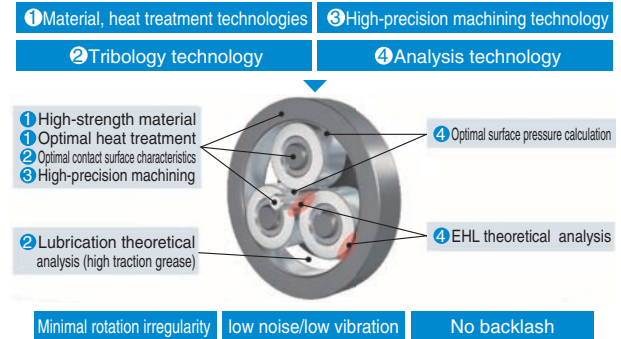 ❶Material, heat treatment technologies
❸High-precision machining technology
❷Tribology technology
❹Analysis technology
❶High-strength material
❶Optimal heat treatment
❷Optimal contact surface characteristics
❸High-precision machining
❹Optimal surface pressure calculation
❷Lubrication theoretical
analysis (high traction grease)
❹EHL theoretical analysis
Minimal rotation irregularity
low noise/low vibration
No backlash